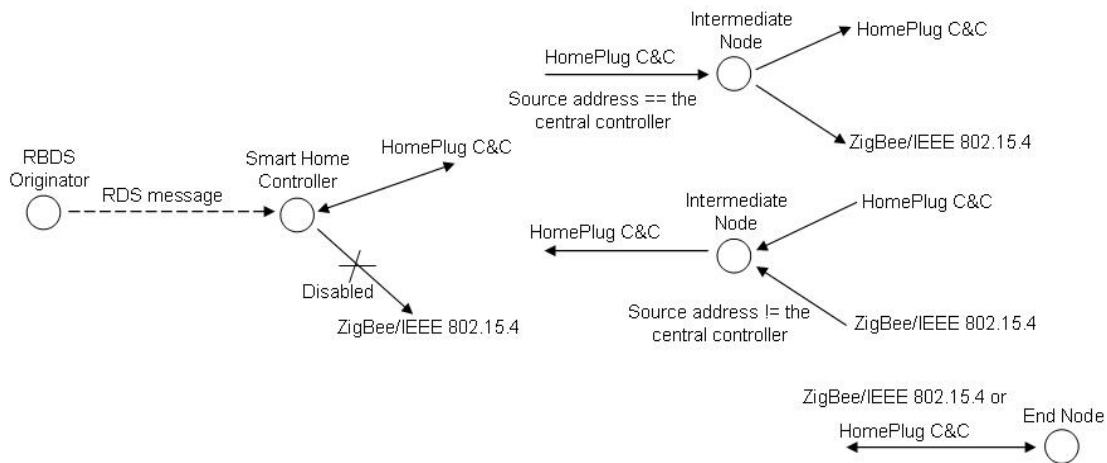 RBDS
Originator
RDS message
Smart Home
Controller
HomePlug C&C
Disabled
ZigBee/IEEE 802.15.4
Intermediate
Node
HomePlug C&C
HomePlug C&C
Source address == the
central controller
ZigBee/IEEE 802.15.4
Intermediate
Node
HomePlug C&C
HomePlug C&C
Source address != the
central controller
ZigBee/IEEE 802.15.4
ZigBee/IEEE 802.15.4 or
HomePlug C&C
End Node